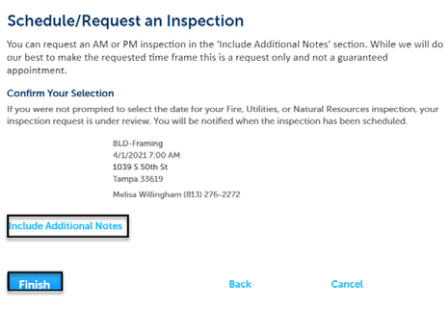 Schedule/Request an Inspection
You can request an AM or PM inspection in the 'Include Additional Notes' section. While we will do
our best to make the requested time frame this is a request only and not a guaranteed
appointment.
Confirm Your Selection
If you were not prompted to select the date for your Fire, Utilities, or Natural Resources inspection, your
inspection request is under review. You will be notified when the inspection has been scheduled.
BLD-Framing
4/1/2021 7:00 AM
1039 S 50th St
Tampa 33619
Melisa Willingham (813) 276-2272
Include Additional Notes
Finish Back Cancel